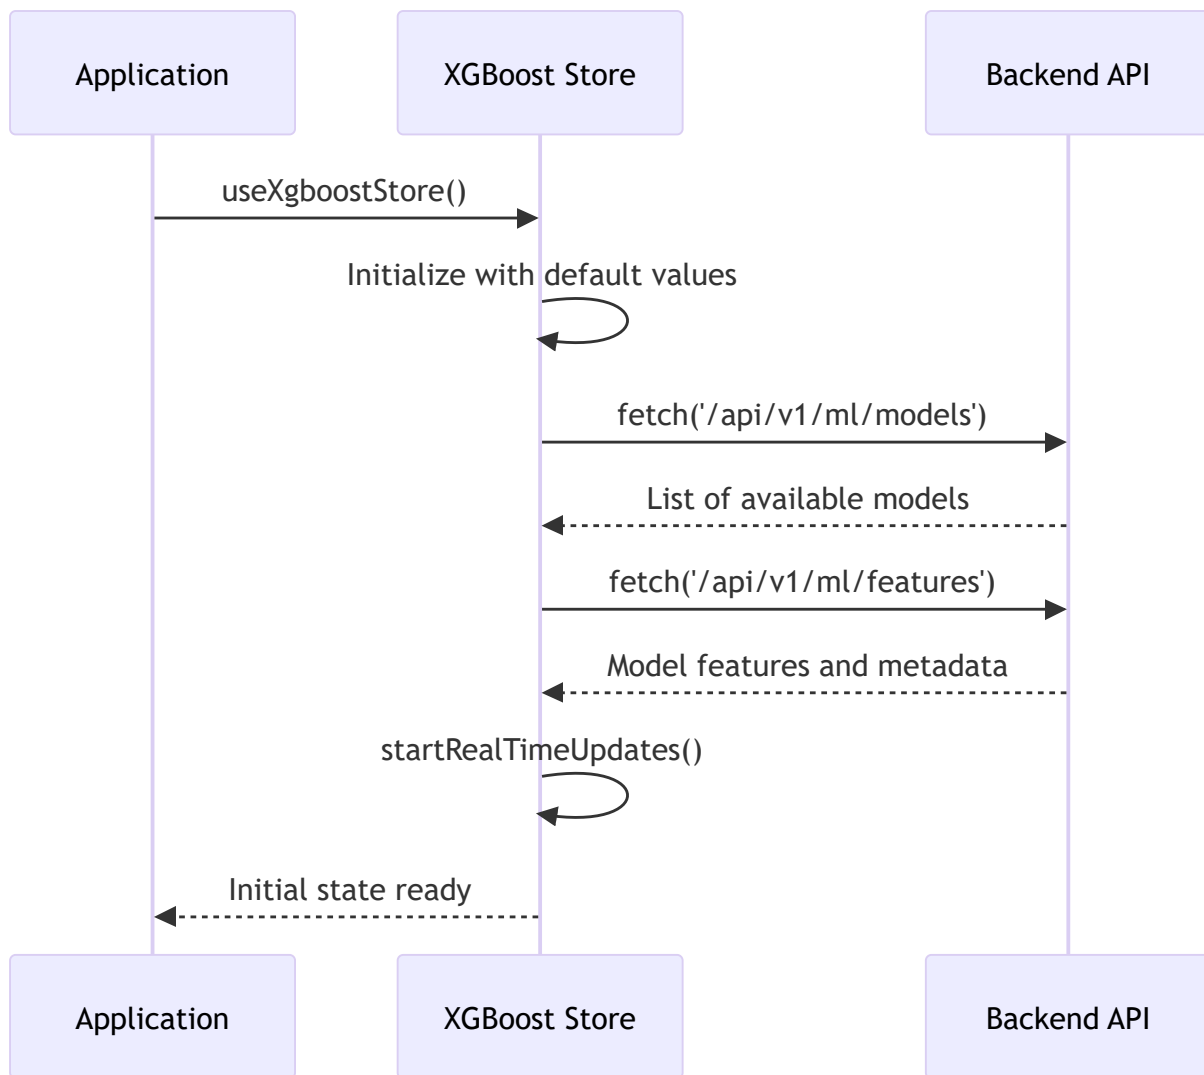 Application
XGBoost Store
Backend API
useXgboostStore()
Initialize with default values
fetch('/api/v1/ml/models')
List of available models
fetch('/api/v1/ml/features')
Model features and metadata
startRealTimeUpdates()
Initial state ready
Application
XGBoost Store
Backend API